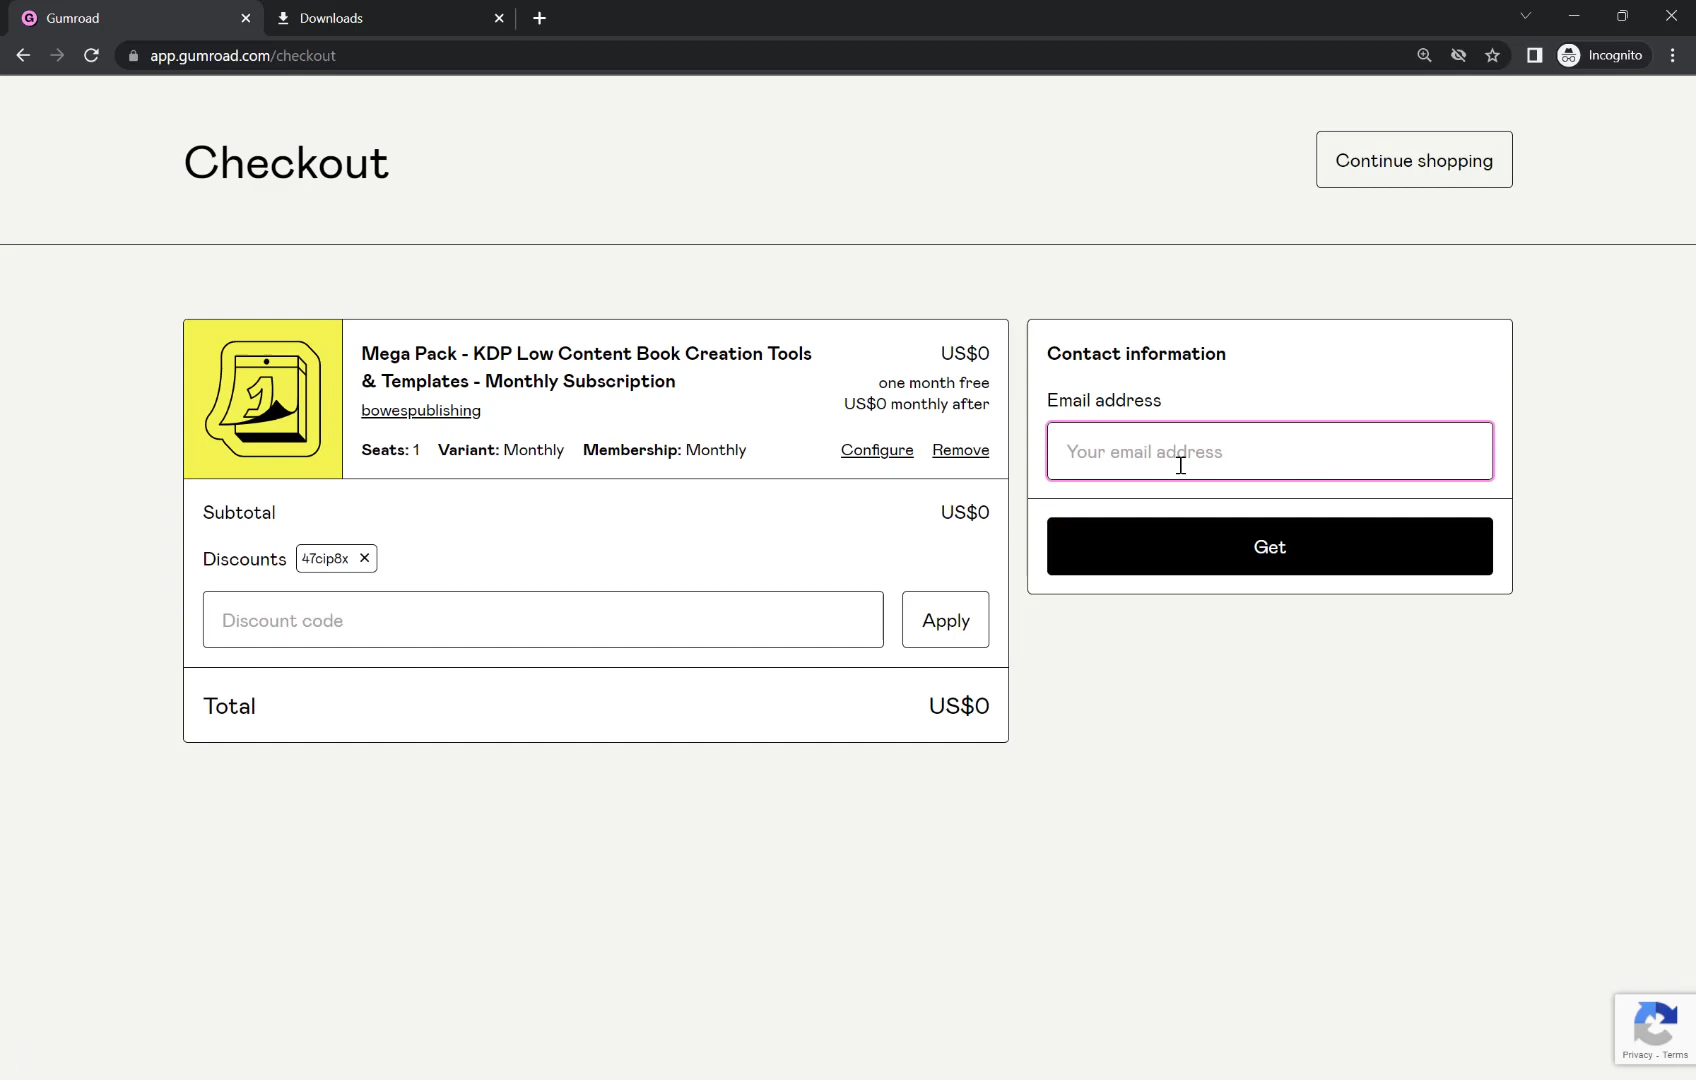 Gumroad
Downloads
app.gumroad.com/checkout
Incognito
Checkout
Continue shopping
Mega Pack - KDP Low Content Book Creation Tools
& Templates - Monthly Subscription
bowespublishing
US$0
one month free
US$0 monthly after
Seats: 1 Variant: Monthly Membership: Monthly
Configure Remove
Subtotal US$0
Discounts 47cip8x
Discount code
Apply
Total US$0
Contact information
Email address
Your email address
Get
Privacy - Terms